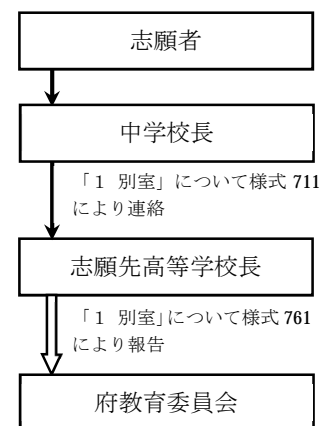 志願者
中学校長
「1 別室」について様式 711
により連絡
志願先高等学校長
「1 別室」について様式 761
により報告
府教育委員会